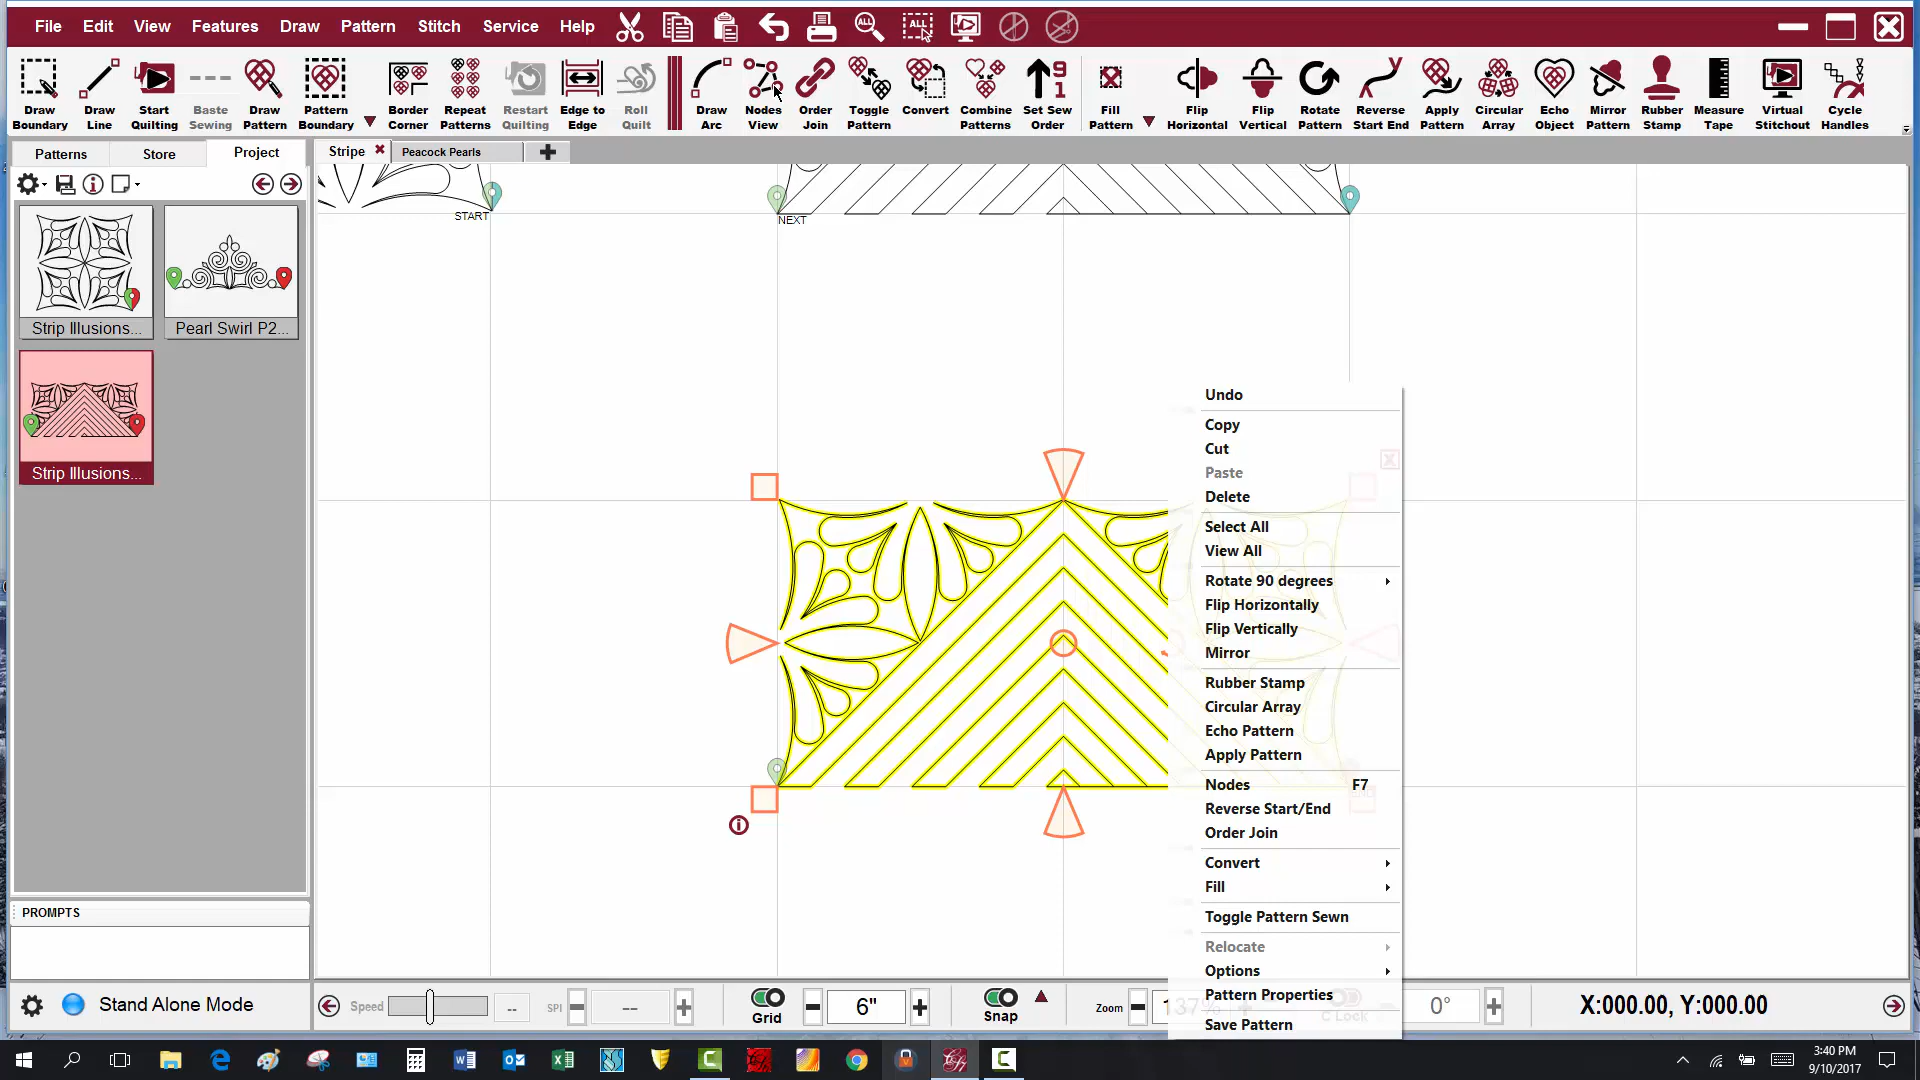 File Edit View Features Draw Pattern Stitch Service Help
Draw Boundary
Draw Line
Start Quilting
Baste Sewing
Draw Pattern
Pattern Boundary
Border Corner
Repeat Patterns
Restart Quilting
Edge to Edge
Roll Quilt
Draw Arc
Nodes View
Order Join
Toggle Pattern
Convert
Combine Patterns
Set Sew Order
Fill Pattern
Flip Horizontal
Flip Vertical
Rotate Pattern
Reverse Start End
Apply Pattern
Circular Array
Echo Object
Mirror Pattern
Rubber Stamp
Measure Tape
Virtual Stitchout
Cycle Handles
Patterns Store Project
Stripe Peacock Pearls
START
NEXT
Strip Illusions...
Pearl Swirl P2...
Strip Illusions...
Undo
Copy
Cut
Paste
Delete
Select All
View All
Rotate 90 degrees
Flip Horizontally
Flip Vertically
Mirror
Rubber Stamp
Circular Array
Echo Pattern
Apply Pattern
Nodes F7
Reverse Start/End
Order Join
Convert
Fill
Toggle Pattern Sewn
Relocate
Options
Pattern Properties
Save Pattern
PROMPTS
Stand Alone Mode
Speed
--
SPI
--
Grid
6"
Snap
Zoom
137%
C Lock
0°
X:000.00, Y:000.00
3:40 PM
9/10/2017